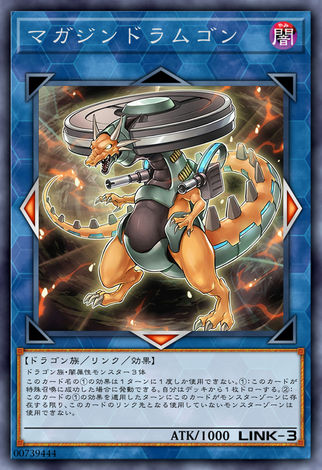 マガジンドラムゴン
闇
やみ
【ドラゴン族／リンク／効果】
ドラゴン族・闇属性モンスター３体
このカード名の①の効果は１ターンに１度しか使用できない。①：このカードが
特殊召喚に成功した場合に発動できる。自分はデッキから１枚ドローする。②：
このカードの①の効果を適用したターンにこのカードがモンスターゾーンに存
在する限り、このカードのリンク先となる使用していないモンスターゾーンは
使用できない。
ATK/1000 LINK-3
00739444